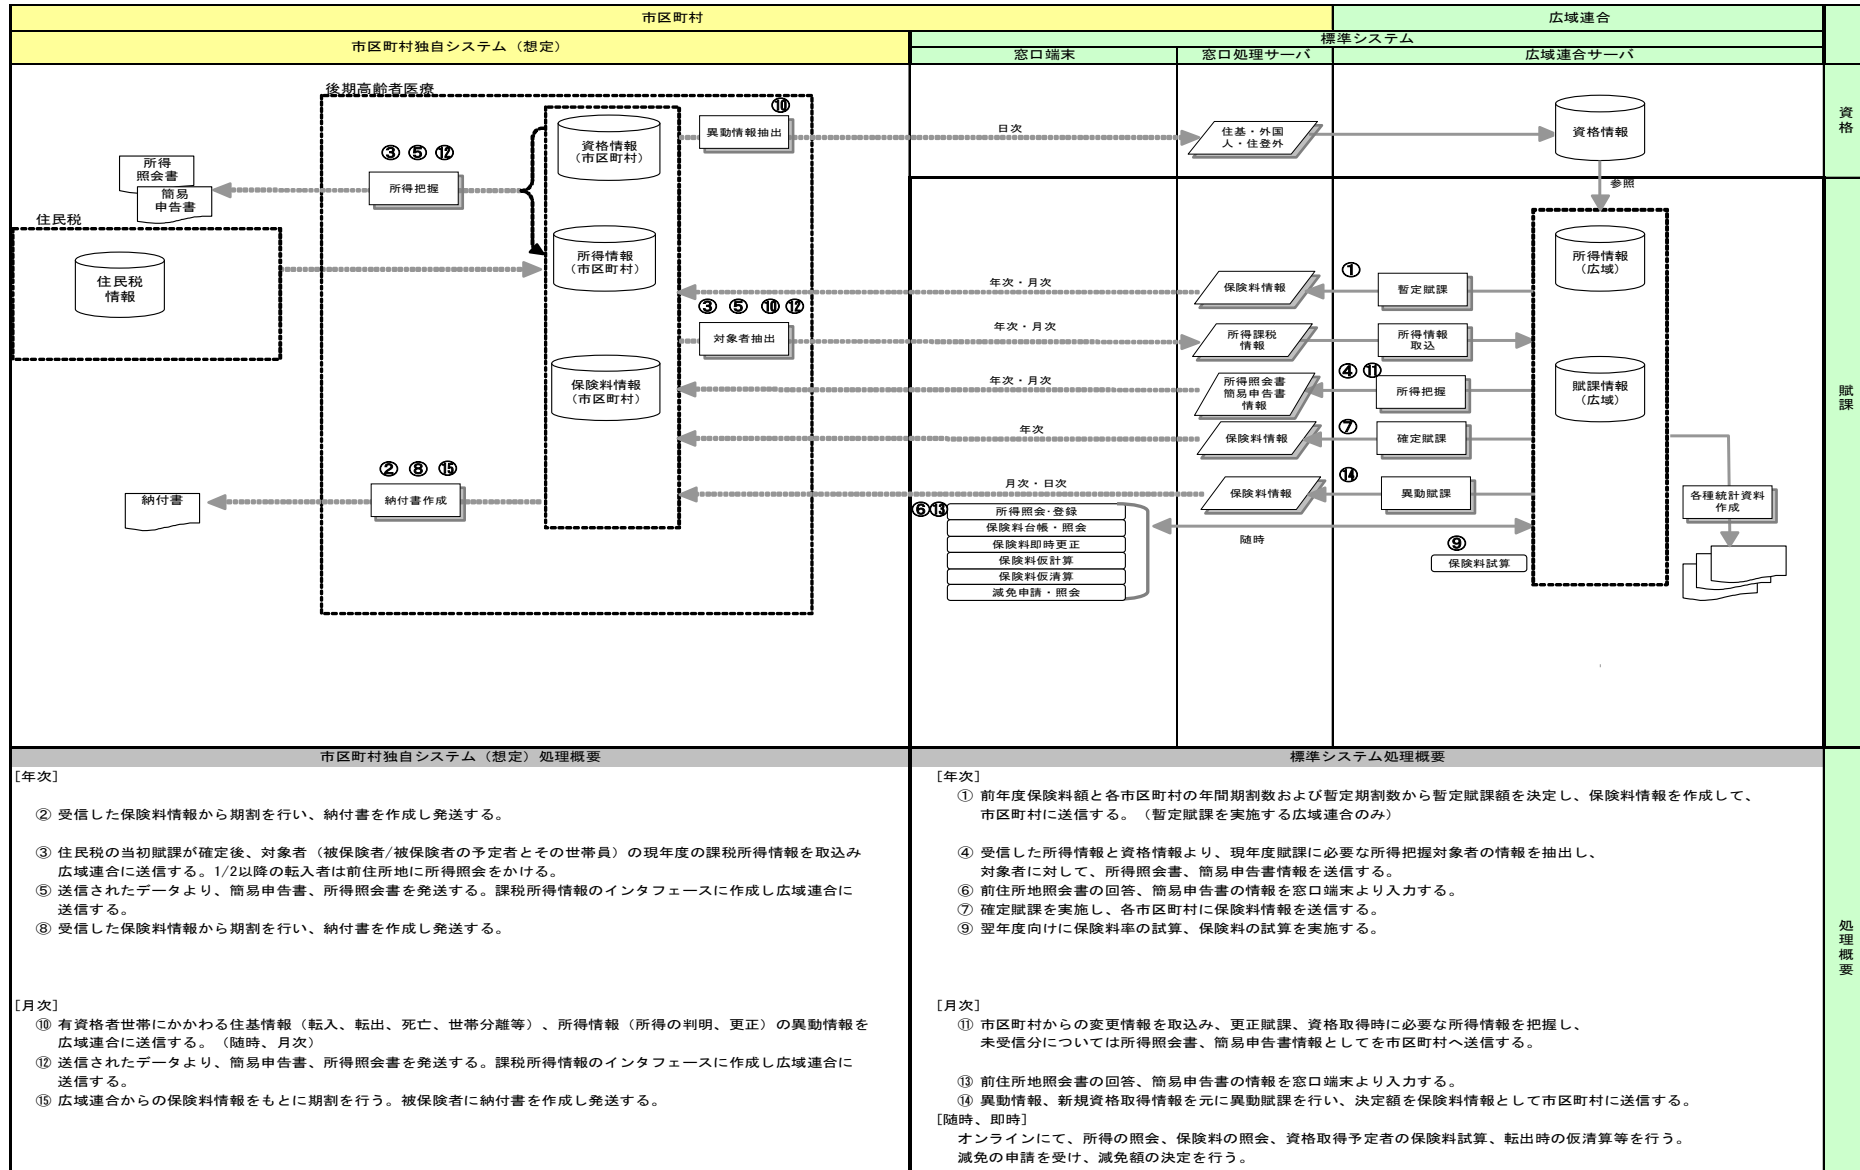 市区町村
広域連合
市区町村独自システム（想定）
標準システム
窓口端末
窓口処理サーバ
広域連合サーバ
資格
後期高齢者医療
⑩
異動情報抽出
資格情報
（市区町村）
日次
住基・外国
人・住登外
資格情報
参照
③ ⑤ ⑫
所得把握
所得
照会書
簡易
申告書
住民税
住民税
情報
所得情報
（市区町村）
所得情報
（広域）
年次・月次
保険料情報
①
暫定賦課
③ ⑤ ⑩ ⑫
対象者抽出
年次・月次
所得課税
情報
所得情報
取込
保険料情報
（市区町村）
年次・月次
所得照会書
簡易申告書
情報
④ ⑪
所得把握
賦課情報
（広域）
賦課
年次
保険料情報
⑦
確定賦課
② ⑧ ⑮
納付書作成
納付書
月次・日次
保険料情報
⑭
異動賦課
各種統計資料
作成
⑥⑬
所得照会・登録
保険料台帳・照会
保険料即時更正
保険料仮計算
保険料仮清算
減免申請・照会
随時
⑨
保険料試算
市区町村独自システム（想定）処理概要
[年次]
② 受信した保険料情報から期割を行い、納付書を作成し発送する。
③ 住民税の当初賦課が確定後、対象者（被保険者/被保険者の予定者とその世帯員）の現年度の課税所得情報を取込み
広域連合に送信する。1/2以降の転入者は前住所地に所得照会をかける。
⑤ 送信されたデータより、簡易申告書、所得照会書を発送する。課税所得情報のインタフェースに作成し広域連合に
送信する。
⑧ 受信した保険料情報から期割を行い、納付書を作成し発送する。
[月次]
⑩ 有資格者世帯にかかわる住基情報（転入、転出、死亡、世帯分離等）、所得情報（所得の判明、更正）の異動情報を
広域連合に送信する。（随時、月次）
⑫ 送信されたデータより、簡易申告書、所得照会書を発送する。課税所得情報のインタフェースに作成し広域連合に
送信する。
⑮ 広域連合からの保険料情報をもとに期割を行う。被保険者に納付書を作成し発送する。
標準システム処理概要
[年次]
① 前年度保険料額と各市区町村の年間期割数および暫定期割数から暫定賦課額を決定し、保険料情報を作成して、
市区町村に送信する。（暫定賦課を実施する広域連合のみ）
④ 受信した所得情報と資格情報より、現年度賦課に必要な所得把握対象者の情報を抽出し、
対象者に対して、所得照会書、簡易申告書情報を送信する。
⑥ 前住所地照会書の回答、簡易申告書の情報を窓口端末より入力する。
⑦ 確定賦課を実施し、各市区町村に保険料情報を送信する。
⑨ 翌年度向けに保険料率の試算、保険料の試算を実施する。
[月次]
⑪ 市区町村からの変更情報を取込み、更正賦課、資格取得時に必要な所得情報を把握し、
未受信分については所得照会書、簡易申告書情報としてを市区町村へ送信する。
⑬ 前住所地照会書の回答、簡易申告書の情報を窓口端末より入力する。
⑭ 異動情報、新規資格取得情報を元に異動賦課を行い、決定額を保険料情報として市区町村に送信する。
[随時、即時]
オンラインにて、所得の照会、保険料の照会、資格取得予定者の保険料試算、転出時の仮清算等を行う。
減免の申請を受け、減免額の決定を行う。
処理概要